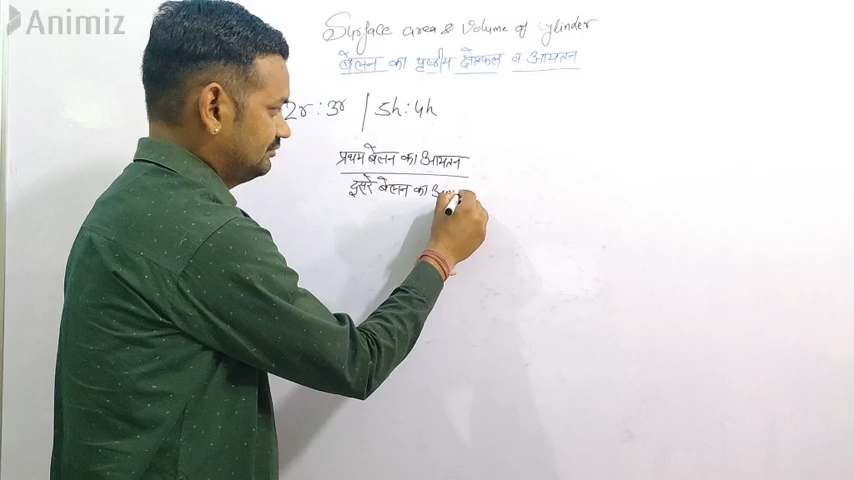 Animiz
Surface area & Volume of Cylinder
बेलन का पृष्ठीय क्षेत्रफल व आयतन
2r : 3r | 5h : 4h
प्रथम बेलन का आयतन
दूसरे बेलन का